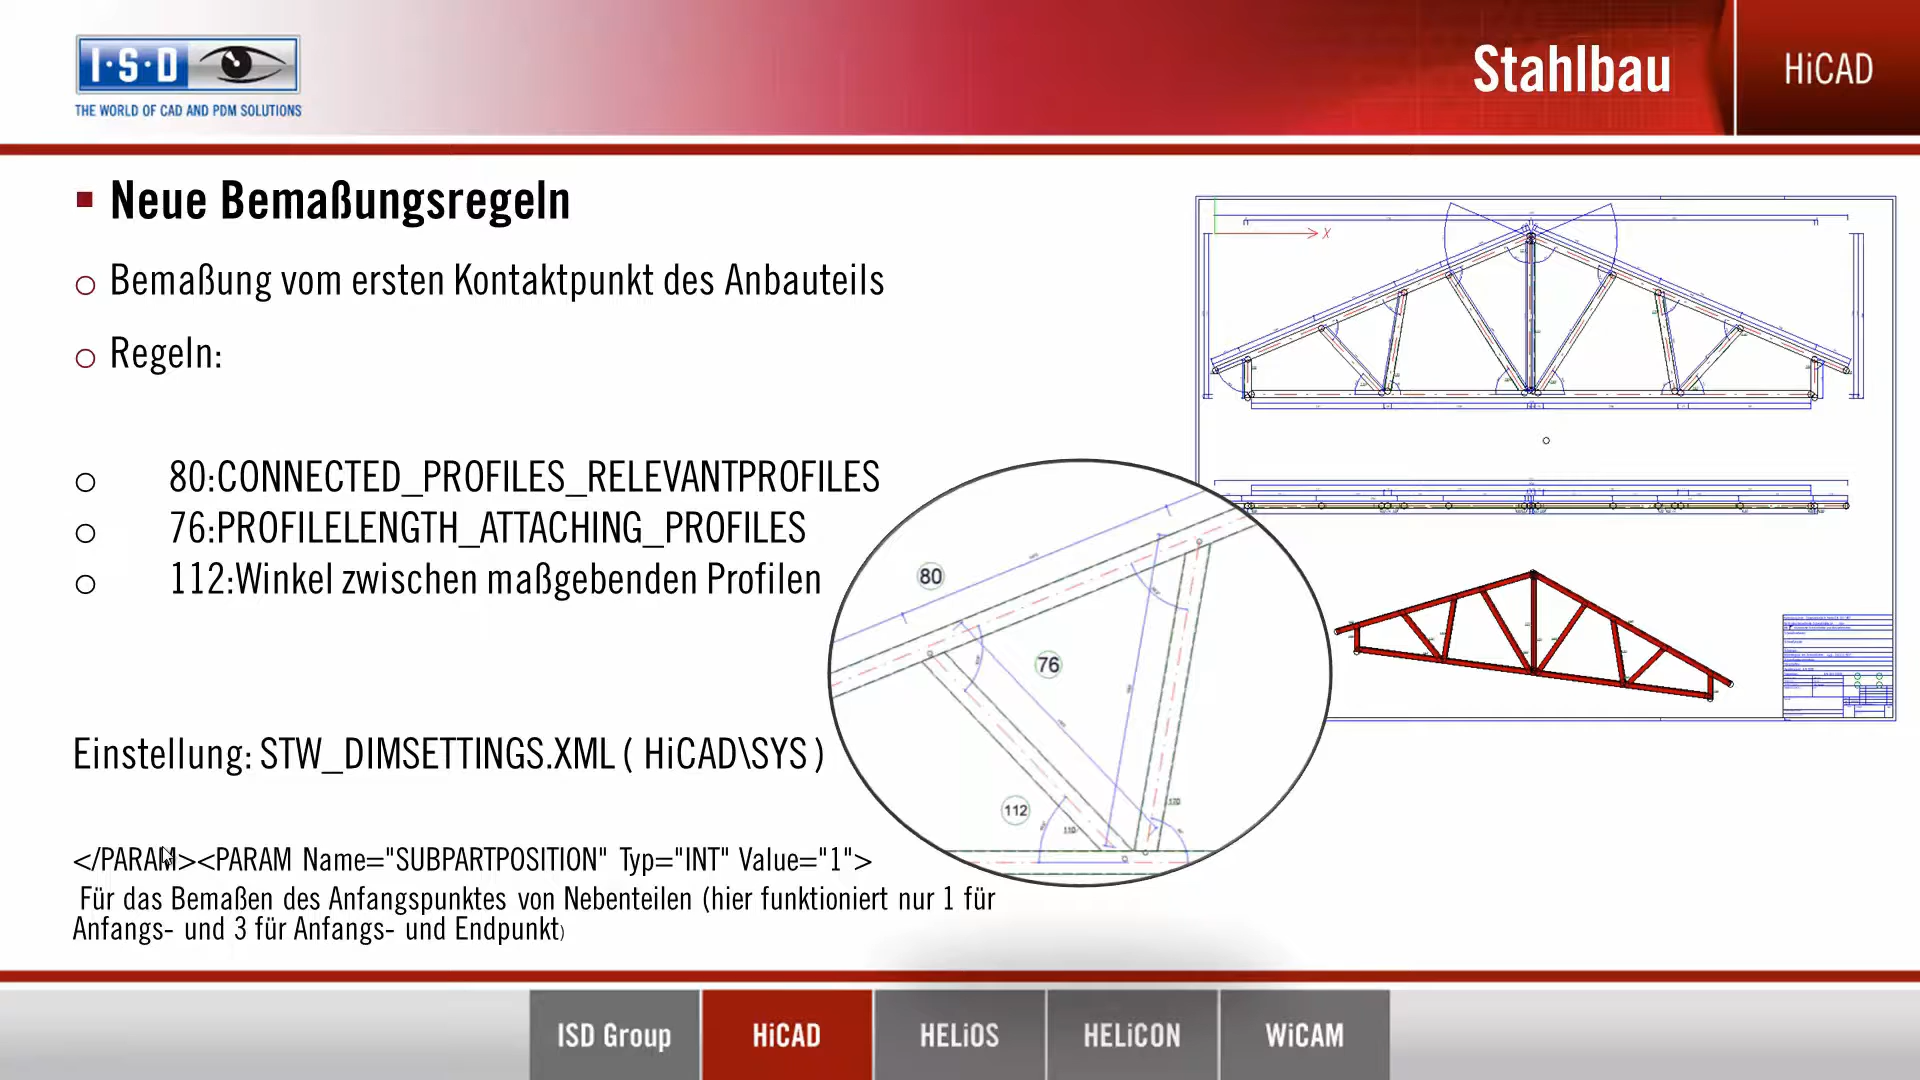 I·S·D
THE WORLD OF CAD AND PDM SOLUTIONS
Stahlbau
HiCAD
Neue Bemaßungsregeln
Bemaßung vom ersten Kontaktpunkt des Anbauteils
Regeln:
80:CONNECTED_PROFILES_RELEVANTPROFILES
76:PROFILELENGTH_ATTACHING_PROFILES
112:Winkel zwischen maßgebenden Profilen
Einstellung: STW_DIMSETTINGS.XML ( HiCAD\SYS )
</PARAM><PARAM Name="SUBPARTPOSITION" Typ="INT" Value="1">
Für das Bemaßen des Anfangspunktes von Nebenteilen (hier funktioniert nur 1 für
Anfangs- und 3 für Anfangs- und Endpunkt)
X
80
76
112
ISD Group
HiCAD
HELiOS
HELiCON
WiCAM